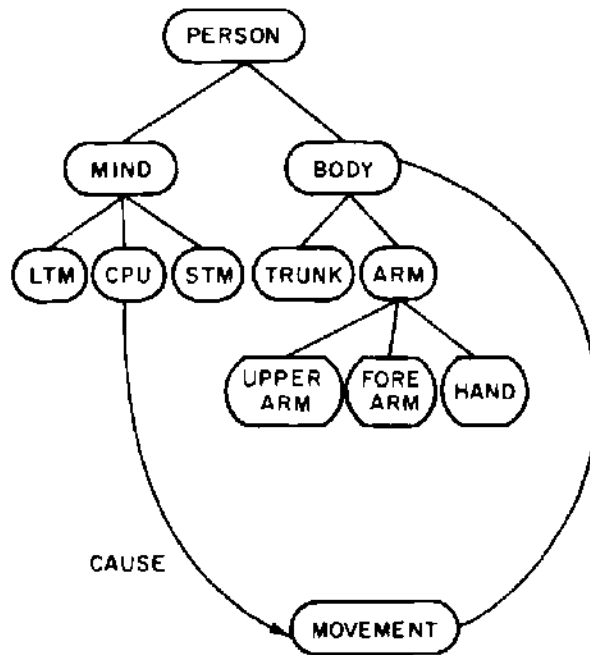 PERSON
MIND
BODY
LTM
CPU
STM
TRUNK
ARM
UPPER
ARM
FORE
ARM
HAND
CAUSE
MOVEMENT